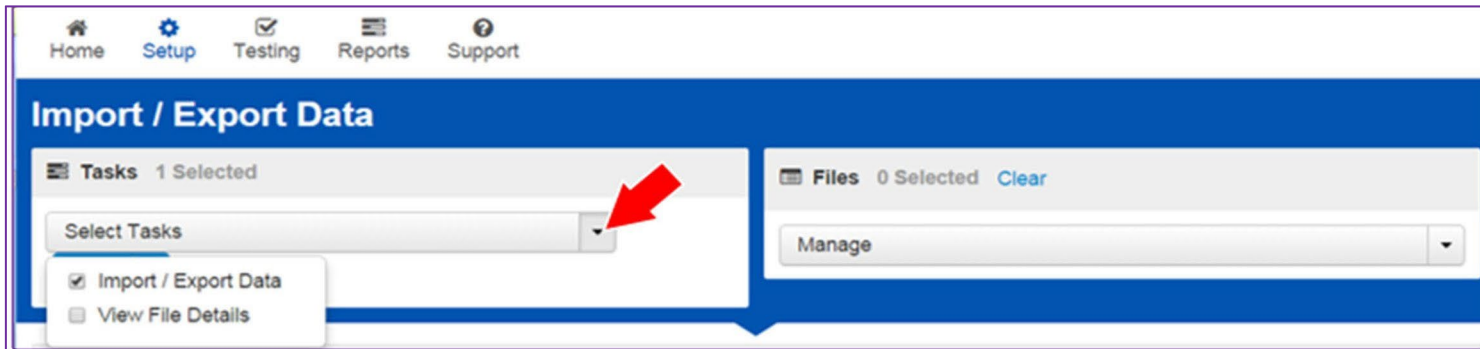 Home Setup Testing Reports Support
Import / Export Data
Tasks 1 Selected
Select Tasks
Import / Export Data
View File Details
Files 0 Selected Clear
Manage